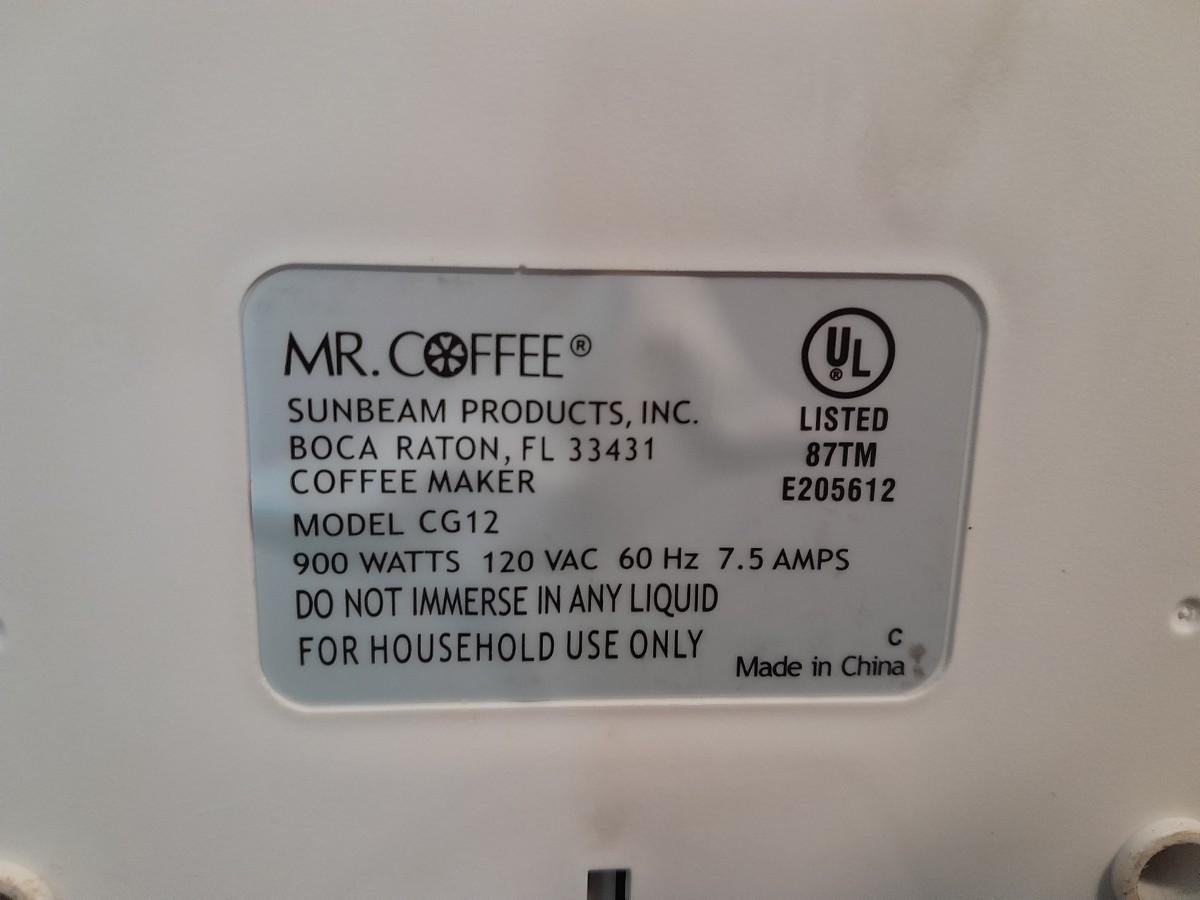 MR. COFFEE®
SUNBEAM PRODUCTS, INC.
BOCA RATON, FL 33431
COFFEE MAKER
MODEL CG12
900 WATTS 120 VAC 60 Hz 7.5 AMPS
DO NOT IMMERSE IN ANY LIQUID
FOR HOUSEHOLD USE ONLY
UL®
LISTED
87TM
E205612
C
Made in China